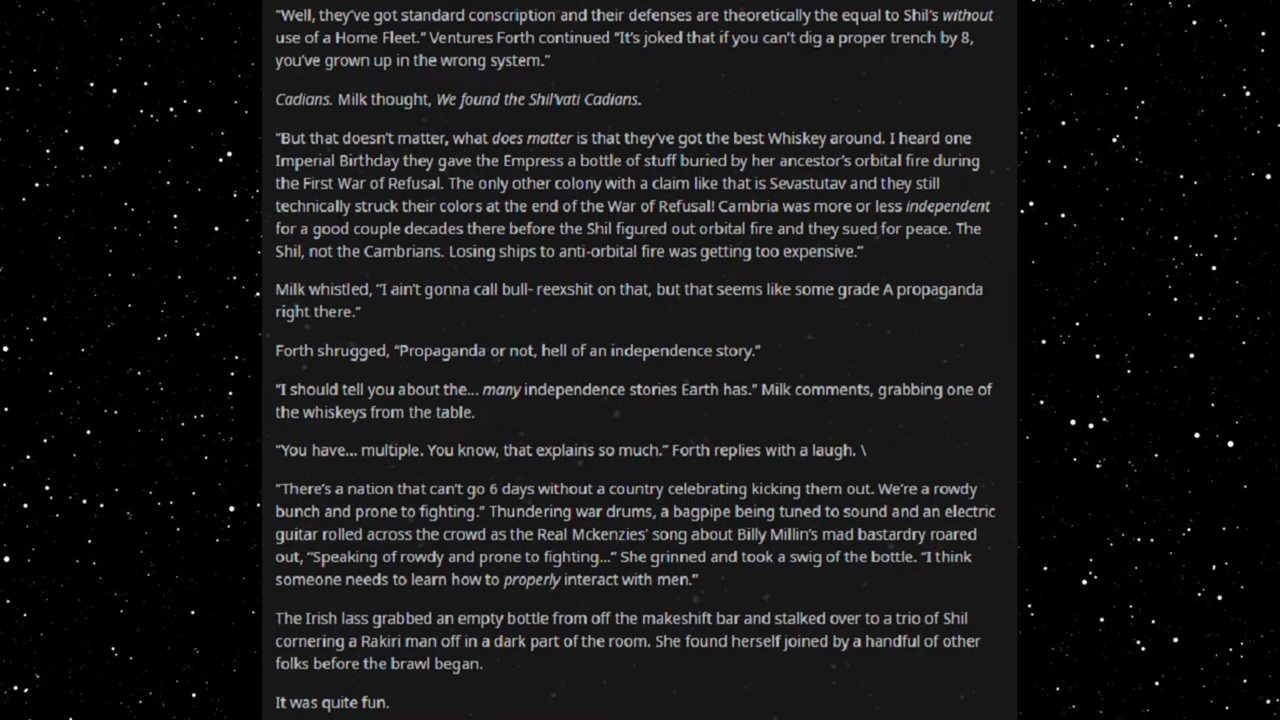 “Well, they’ve got standard conscription and their defenses are theoretically the equal to Shil’s without
use of a Home Fleet.” Ventures Forth continued “It’s joked that if you can’t dig a proper trench by 8,
you’ve grown up in the wrong system.”
Cadians. Milk thought, We found the Shil’vati Cadians.
“But that doesn’t matter, what does matter is that they’ve got the best Whiskey around. I heard one
Imperial Birthday they gave the Empress a bottle of stuff buried by her ancestor’s orbital fire during
the First War of Refusal. The only other colony with a claim like that is Sevastutav and they still
technically struck their colors at the end of the War of Refusal! Cambria was more or less independent
for a good couple decades there before the Shil figured out orbital fire and they sued for peace. The
Shil, not the Cambrians. Losing ships to anti-orbital fire was getting too expensive.”
Milk whistled, “I ain’t gonna call bull- reexshit on that, but that seems like some grade A propaganda
right there.”
Forth shrugged, “Propaganda or not, hell of an independence story.”
“I should tell you about the... many independence stories Earth has.” Milk comments, grabbing one of
the whiskeys from the table.
“You have... multiple. You know, that explains so much.” Forth replies with a laugh. \
“There’s a nation that can’t go 6 days without a country celebrating kicking them out. We’re a rowdy
bunch and prone to fighting.” Thundering war drums, a bagpipe being tuned to sound and an electric
guitar rolled across the crowd as the Real Mckenzies’ song about Billy Millin’s mad bastardry roared
out, “Speaking of rowdy and prone to fighting...” She grinned and took a swig of the bottle. “I think
someone needs to learn how to properly interact with men.”
The Irish lass grabbed an empty bottle from off the makeshift bar and stalked over to a trio of Shil
cornering a Rakiri man off in a dark part of the room. She found herself joined by a handful of other
folks before the brawl began.
It was quite fun.